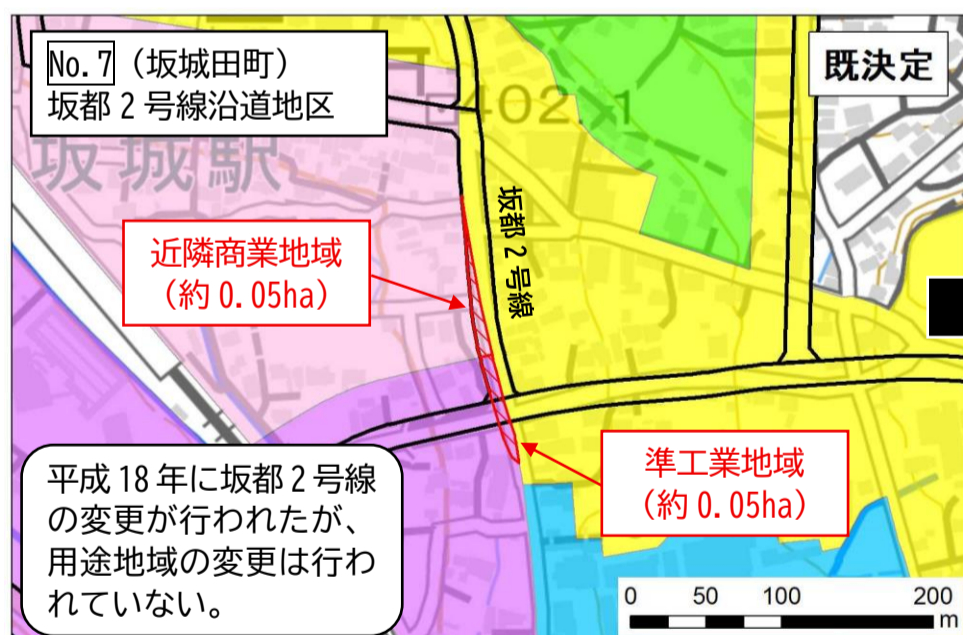 No.7（坂城田町）
坂都２号線沿道地区
既決定
402.1
坂城駅
坂都２号線
近隣商業地域
（約0.05ha）
準工業地域
（約0.05ha）
平成18年に坂都２号線
の変更が行われたが、
用途地域の変更は行わ
れていない。
0 50 100 200
m